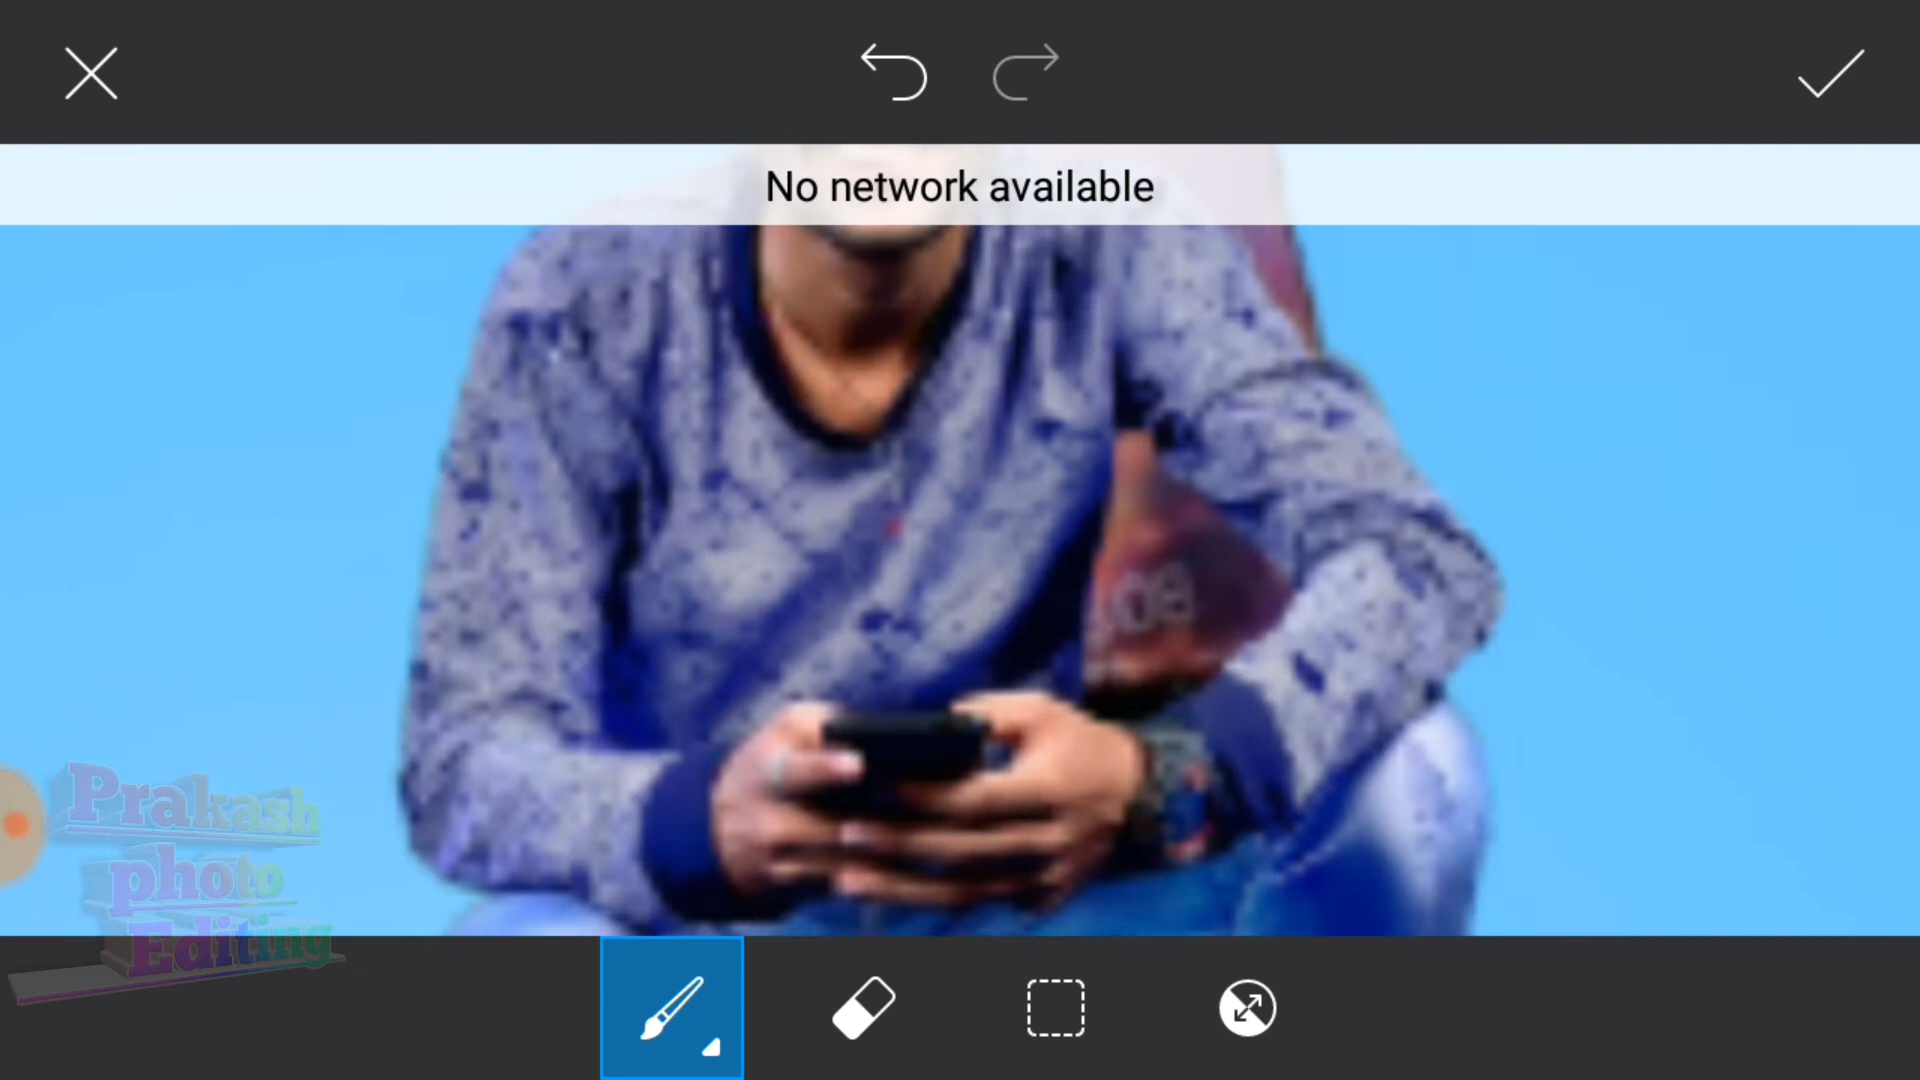 No network available
Prakash
photo
Editing